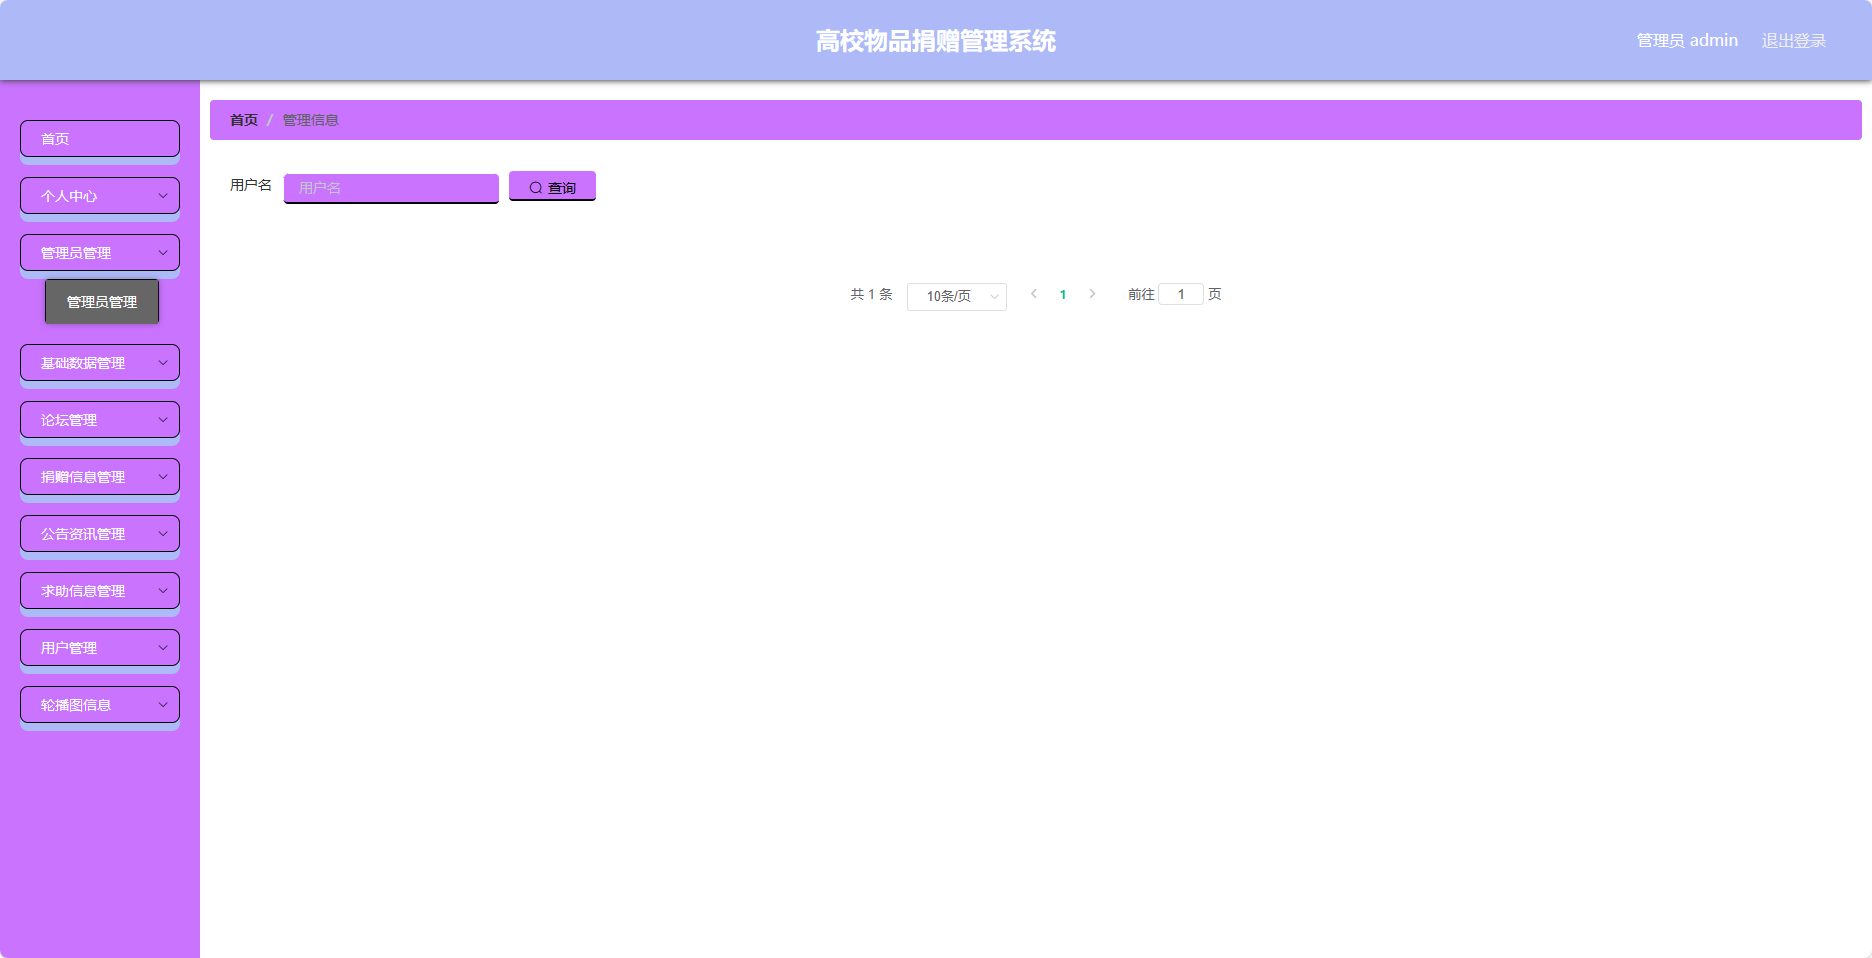 高校物品捐赠管理系统
管理员 admin 退出登录
首页
个人中心
管理员管理
管理员管理
基础数据管理
论坛管理
捐赠信息管理
公告资讯管理
求助信息管理
用户管理
轮播图信息
首页 / 管理信息
用户名 用户名 查询
共 1 条 10条/页 1 前往 1 页